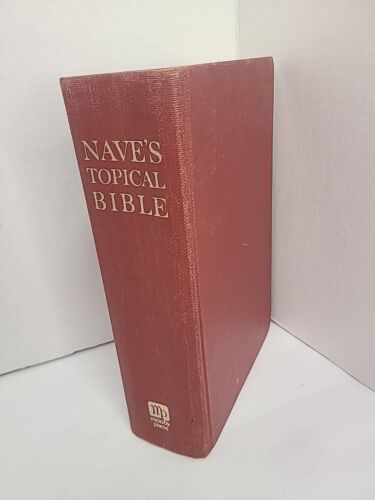 NAVE'S
TOPICAL
BIBLE
mp
moody
press